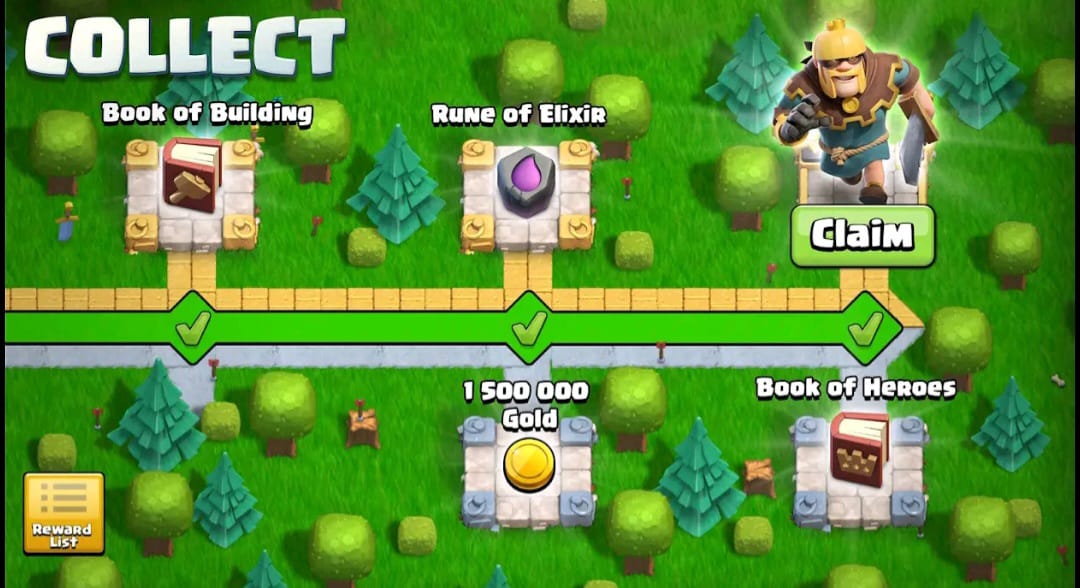 COLLECT
Book of Building
Rune of Elixir
Claim
1 500 000
Gold
Book of Heroes
Reward
List